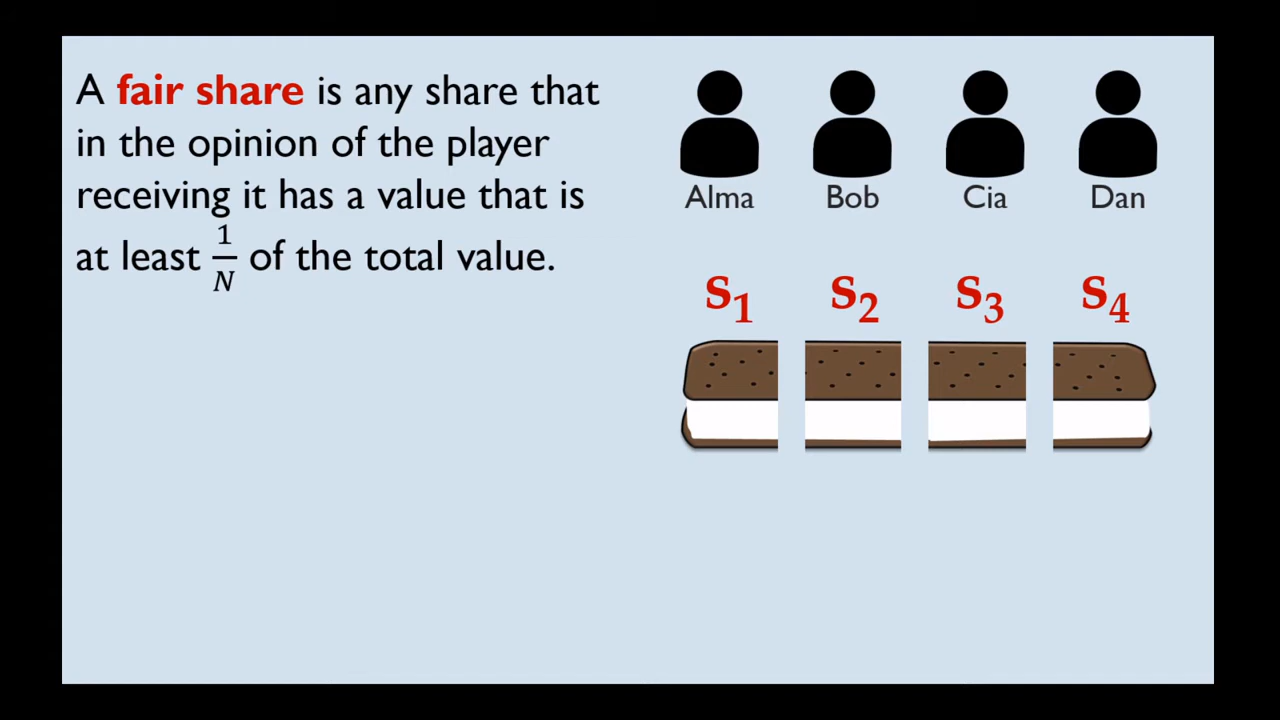 A fair share is any share that
in the opinion of the player
receiving it has a value that is
at least 1/N of the total value.
Alma Bob Cia Dan
s₁ s₂ s₃ s₄